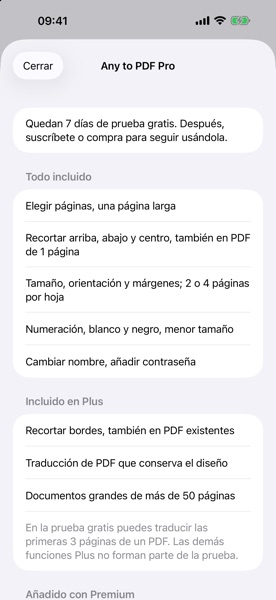 09:41
Cerrar
Any to PDF Pro
Quedan 7 días de prueba gratis. Después,
suscríbete o compra para seguir usándola.
Todo incluido
Elegir páginas, una página larga
Recortar arriba, abajo y centro, también en PDF
de 1 página
Tamaño, orientación y márgenes; 2 o 4 páginas
por hoja
Numeración, blanco y negro, menor tamaño
Cambiar nombre, añadir contraseña
Incluido en Plus
Recortar bordes, también en PDF existentes
Traducción de PDF que conserva el diseño
Documentos grandes de más de 50 páginas
En la prueba gratis puedes traducir las
primeras 3 páginas de un PDF. Las demás
funciones Plus no forman parte de la prueba.
Añadido con Premium